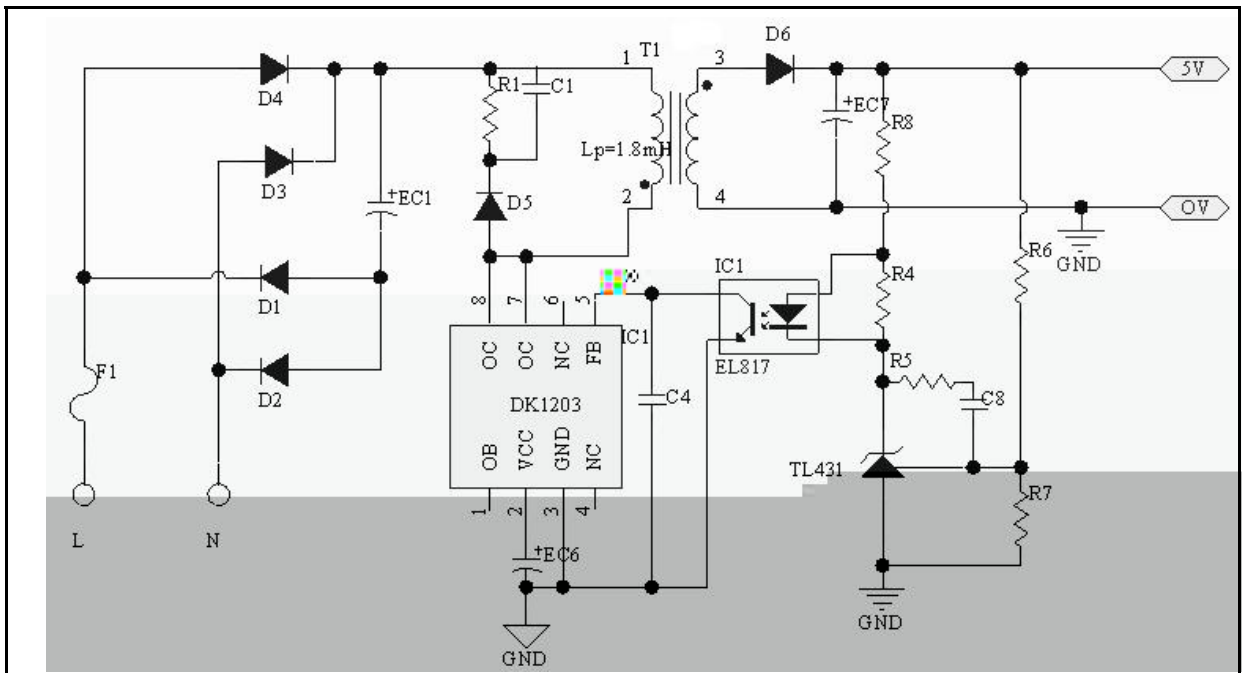 1 T1 3 D6
D4 R1 C1 5V
+EC7 R8
Lp=1.8mH
D3
+EC1 D5 2 4 0V
R6
GND
IC1 R4
D1 8 7 6 5
OC OC NC FB IC1
EL817 R5
F1 D2 C4 C8
DK1203
OB VCC GND NC TL431
R7
1 2 3 4
L N
+EC6
GND
GND